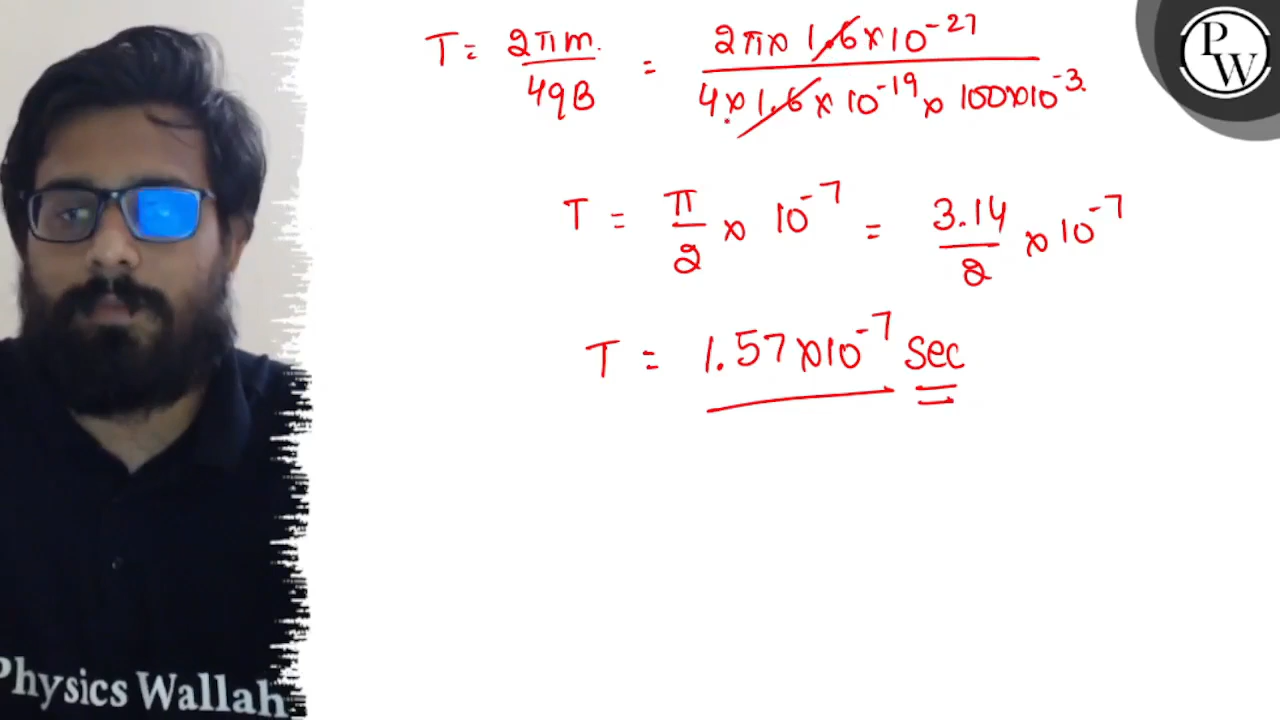 T = 2πm. / 4qB = 2π × 1.6 × 10⁻²⁷ / 4 × 1.6 × 10⁻¹⁹ × 100 × 10⁻³.
T = π / 2 × 10⁻⁷ = 3.14 / 2 × 10⁻⁷
T = 1.57 × 10⁻⁷ sec
PW
Physics Wallah